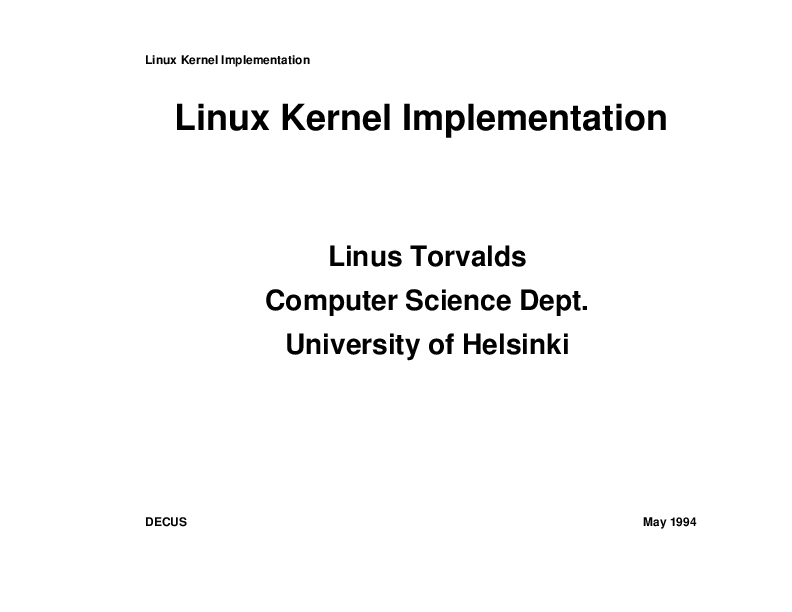 Linux Kernel Implementation
Linux Kernel Implementation
Linus Torvalds
Computer Science Dept.
University of Helsinki
DECUS May 1994